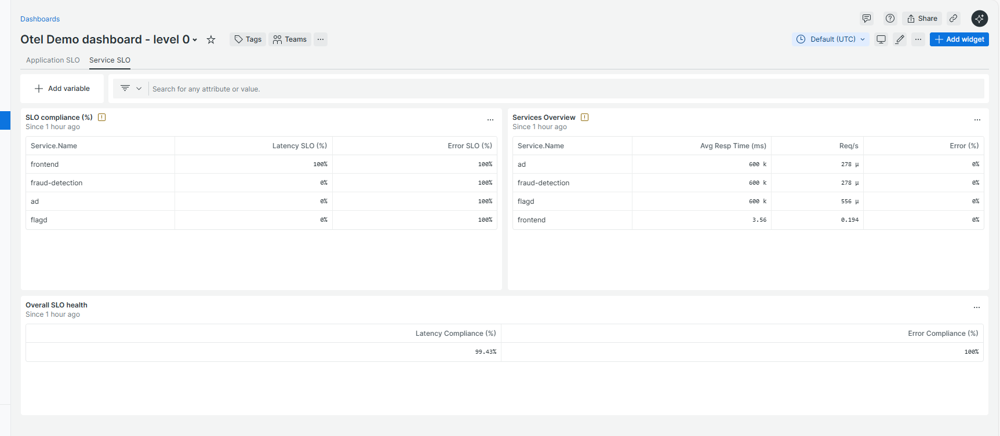 Dashboards
Share
Otel Demo dashboard - level 0
Tags
Teams
Default (UTC)
Add widget
Application SLO
Service SLO
Add variable
Search for any attribute or value.
SLO compliance (%)
Since 1 hour ago
Service.Name Latency SLO (%) Error SLO (%)
frontend 100% 100%
fraud-detection 0% 100%
ad 0% 100%
flagd 0% 100%
Services Overview
Since 1 hour ago
Service.Name Avg Resp Time (ms) Req/s Error (%)
ad 600 k 278 μ 0%
fraud-detection 600 k 278 μ 0%
flagd 600 k 556 μ 0%
frontend 3.56 0.194 0%
Overall SLO health
Since 1 hour ago
Latency Compliance (%) Error Compliance (%)
99.43% 100%